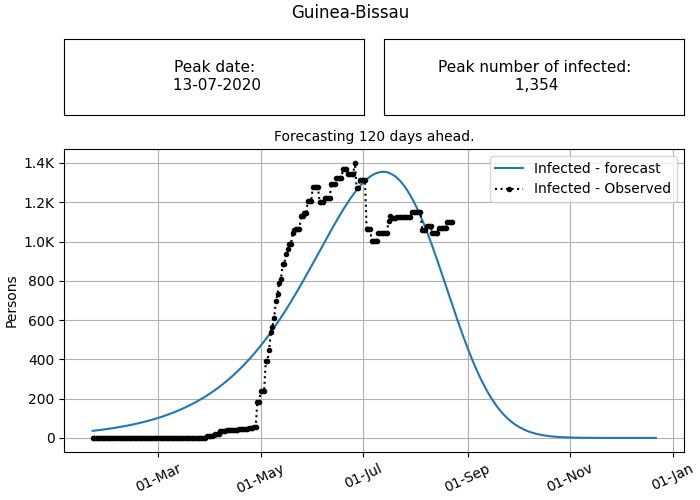 Guinea-Bissau
Peak date:
13-07-2020
Peak number of infected:
1,354
Forecasting 120 days ahead.
Infected - forecast
Infected - Observed
Persons
1.4K
1.2K
1.0K
800
600
400
200
0
01-Mar
01-May
01-Jul
01-Sep
01-Nov
01-Jan